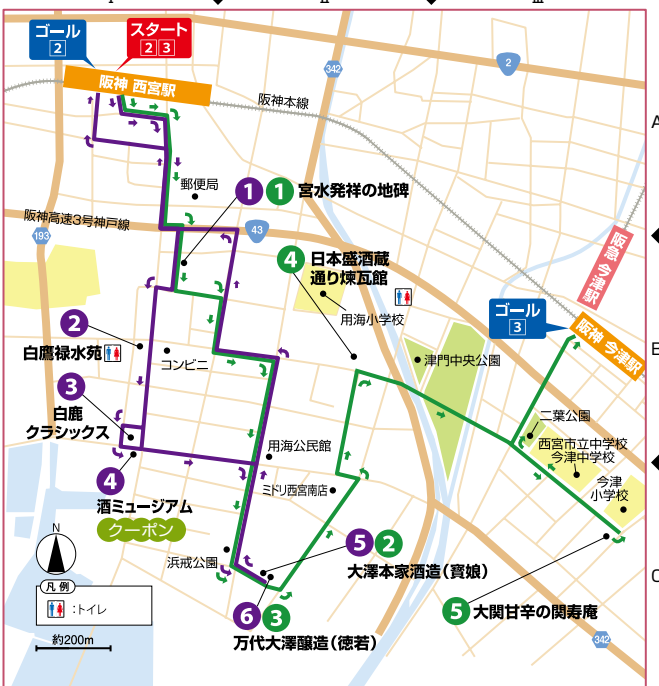 I
II
III
ゴール
2
スタート
2 3
阪神 西宮駅
342
2
阪神本線
A
郵便局
1
1
宮水発祥の地碑
阪神高速3号神戸線
193
43
4
日本盛酒蔵
通り煉瓦館
阪急 今津駅
用海小学校
ゴール
3
阪神 今津駅
2
白鷹禄水苑
コンビニ
津門中央公園
B
3
白鹿
クラシックス
二葉公園
西宮市立中学校
今津中学校
今津
小学校
用海公民館
4
酒ミュージアム
クーポン
ミドリ西宮南店
N
浜戒公園
5
2
大澤本家酒造(寳娘)
C
凡例
:トイレ
6
3
万代大澤醸造(徳若)
5
大関甘辛の関寿庵
342
約200m